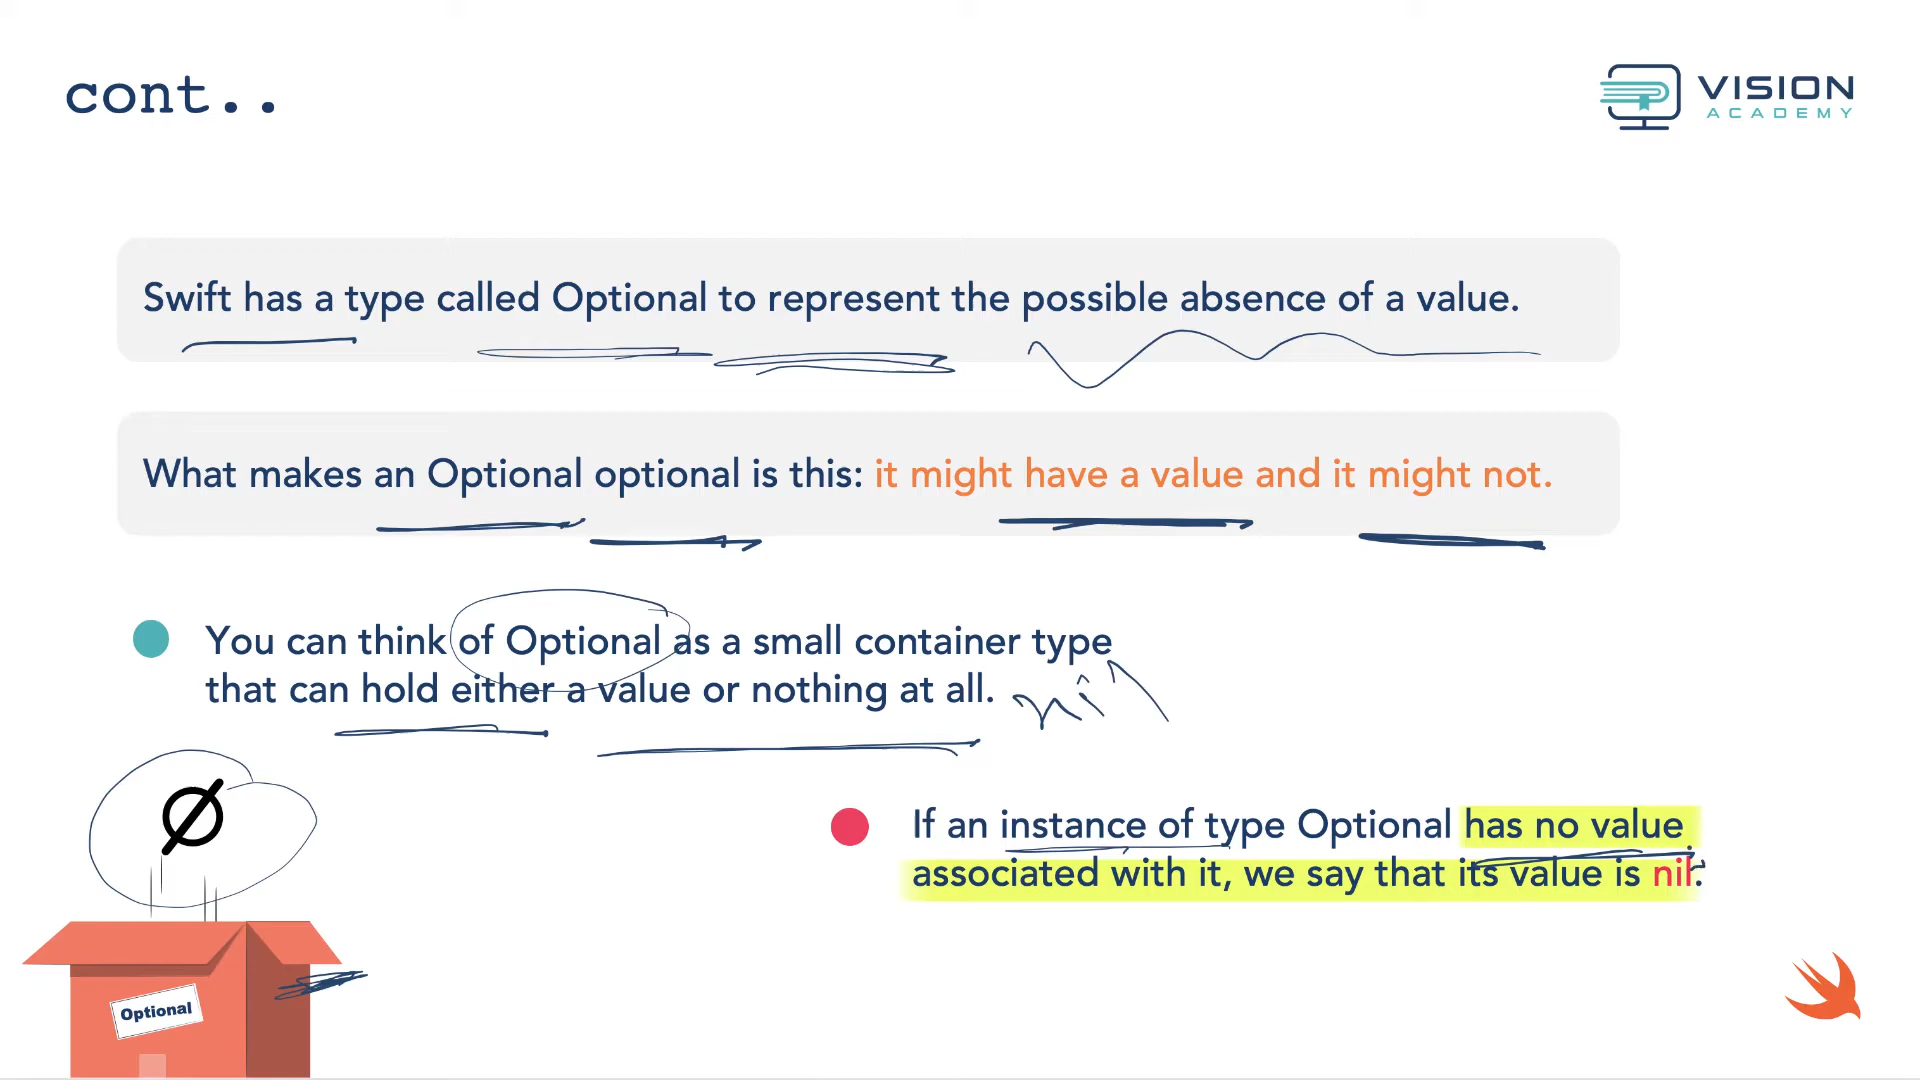 cont..
VISION
ACADEMY
Swift has a type called Optional to represent the possible absence of a value.
What makes an Optional optional is this: it might have a value and it might not.
You can think of Optional as a small container type
that can hold either a value or nothing at all.
nil
If an instance of type Optional has no value
associated with it, we say that its value is nil.
Optional